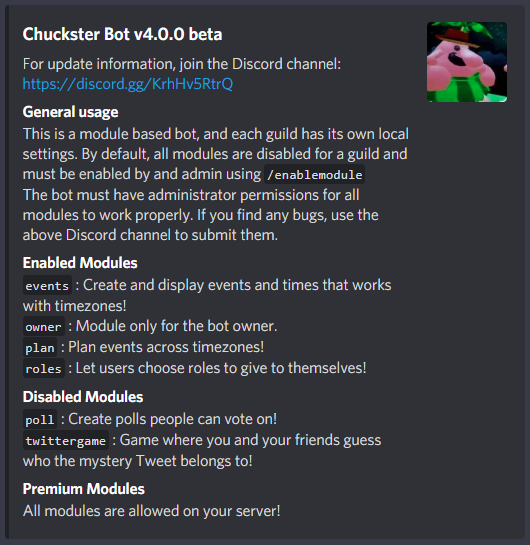 Chuckster Bot v4.0.0 beta
For update information, join the Discord channel:
https://discord.gg/KrhHv5RtrQ
General usage
This is a module based bot, and each guild has its own local
settings. By default, all modules are disabled for a guild and
must be enabled by and admin using /enablemodule
The bot must have administrator permissions for all
modules to work properly. If you find any bugs, use the
above Discord channel to submit them.
Enabled Modules
events : Create and display events and times that works
with timezones!
owner : Module only for the bot owner.
plan : Plan events across timezones!
roles : Let users choose roles to give to themselves!
Disabled Modules
poll : Create polls people can vote on!
twittergame : Game where you and your friends guess
who the mystery Tweet belongs to!
Premium Modules
All modules are allowed on your server!